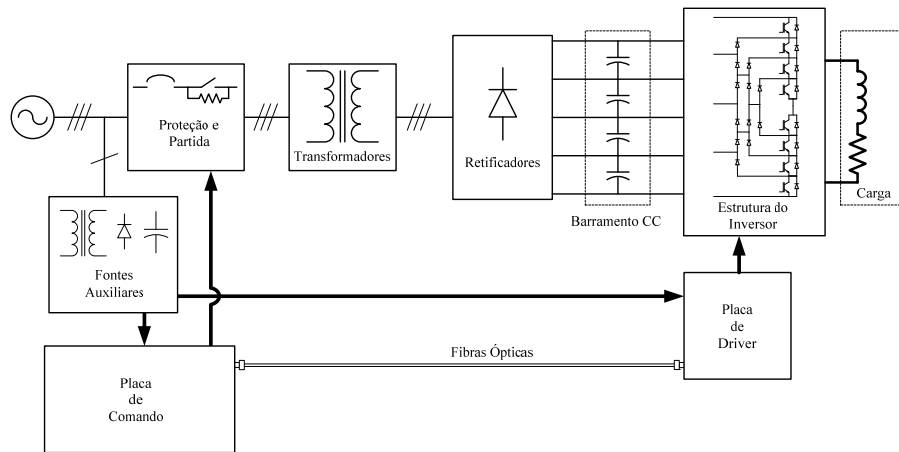 Proteção e
Partida
Transformadores
Retificadores
Barramento CC
Estrutura do
Inversor
Carga
Fontes
Auxiliares
Placa
de
Driver
Fibras Ópticas
Placa
de
Comando